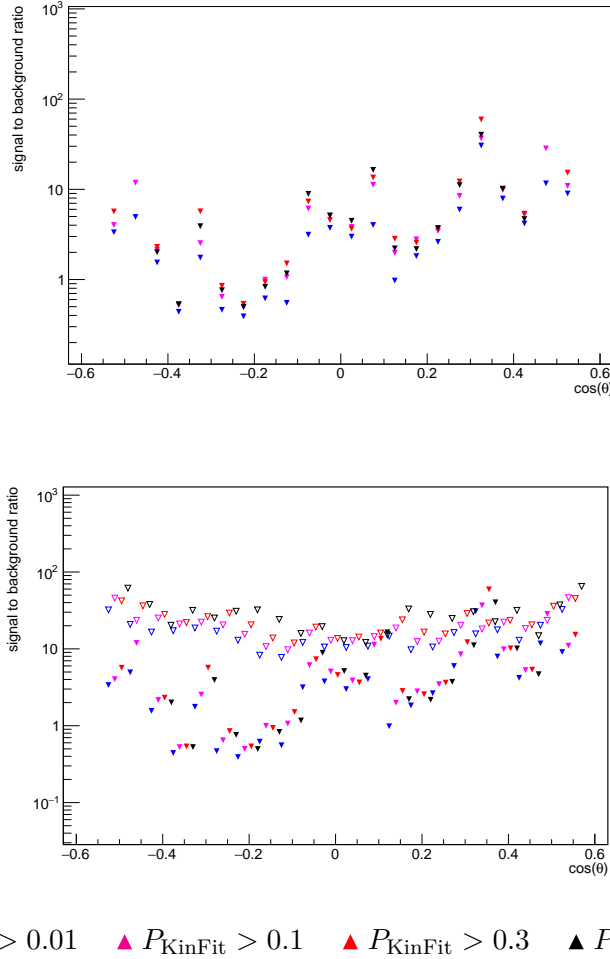 signal to background ratio
10³
10²
10
1
−0.6 −0.4 −0.2 0 0.2 0.4 0.6
cos(θ)
signal to background ratio
10³
10²
10
1
10⁻¹
−0.6 −0.4 −0.2 0 0.2 0.4 0.6
cos(θ)
> 0.01 ▲ P_KinFit > 0.1 ▲ P_KinFit > 0.3 ▲ P